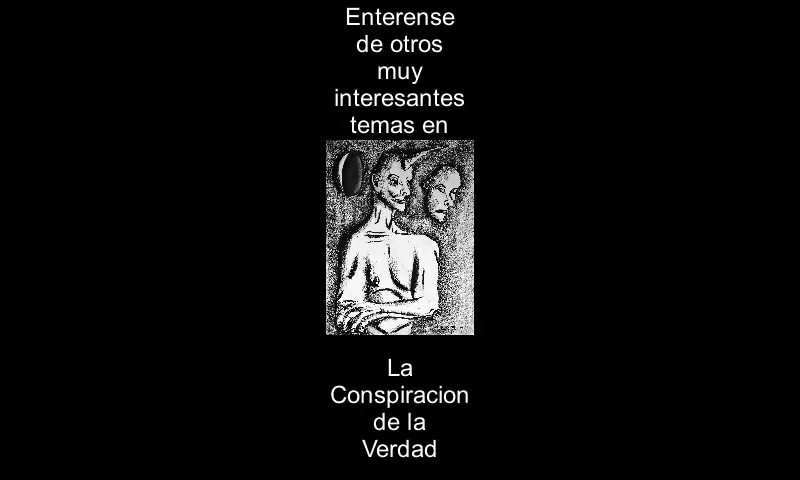 Enterense
de otros
muy
interesantes
temas en
La
Conspiracion
de la
Verdad